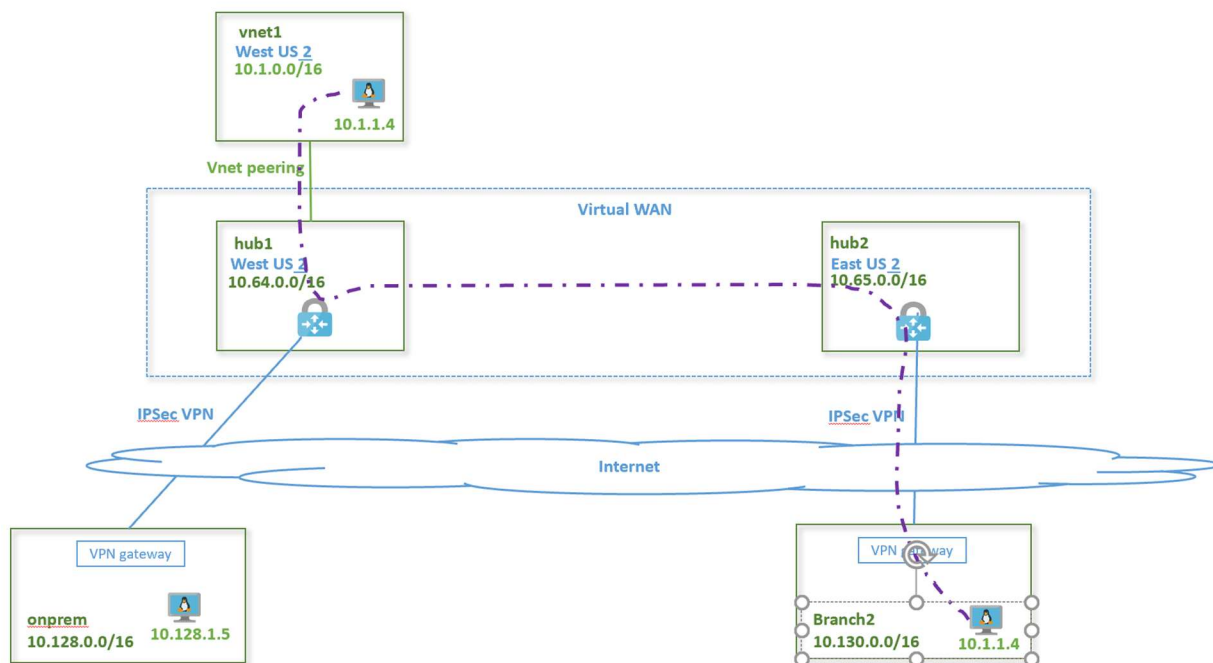 vnet1
West US 2
10.1.0.0/16
10.1.1.4
Vnet peering
Virtual WAN
hub1
West US 2
10.64.0.0/16
hub2
East US 2
10.65.0.0/16
IPSec VPN
IPSec VPN
Internet
VPN gateway
onprem
10.128.0.0/16
10.128.1.5
VPN gateway
Branch2
10.130.0.0/16
10.1.1.4